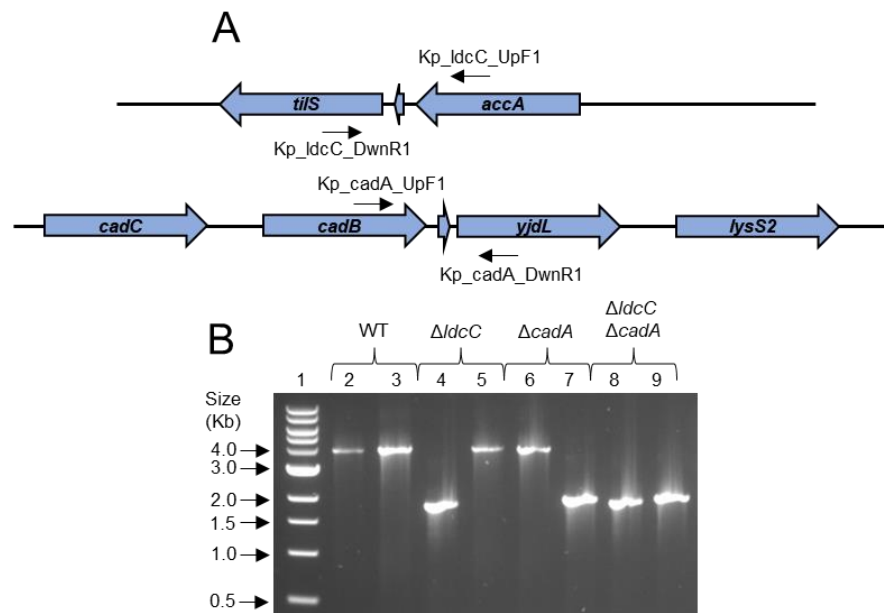 A
Kp_ldcC_UpF1
tilS
accA
Kp_ldcC_DwnR1
Kp_cadA_UpF1
cadC
cadB
yjdL
lysS2
Kp_cadA_DwnR1
B
WT
ΔldcC
ΔcadA
ΔldcC
ΔcadA
1 2 3 4 5 6 7 8 9
Size
(Kb)
4.0
3.0
2.0
1.5
1.0
0.5